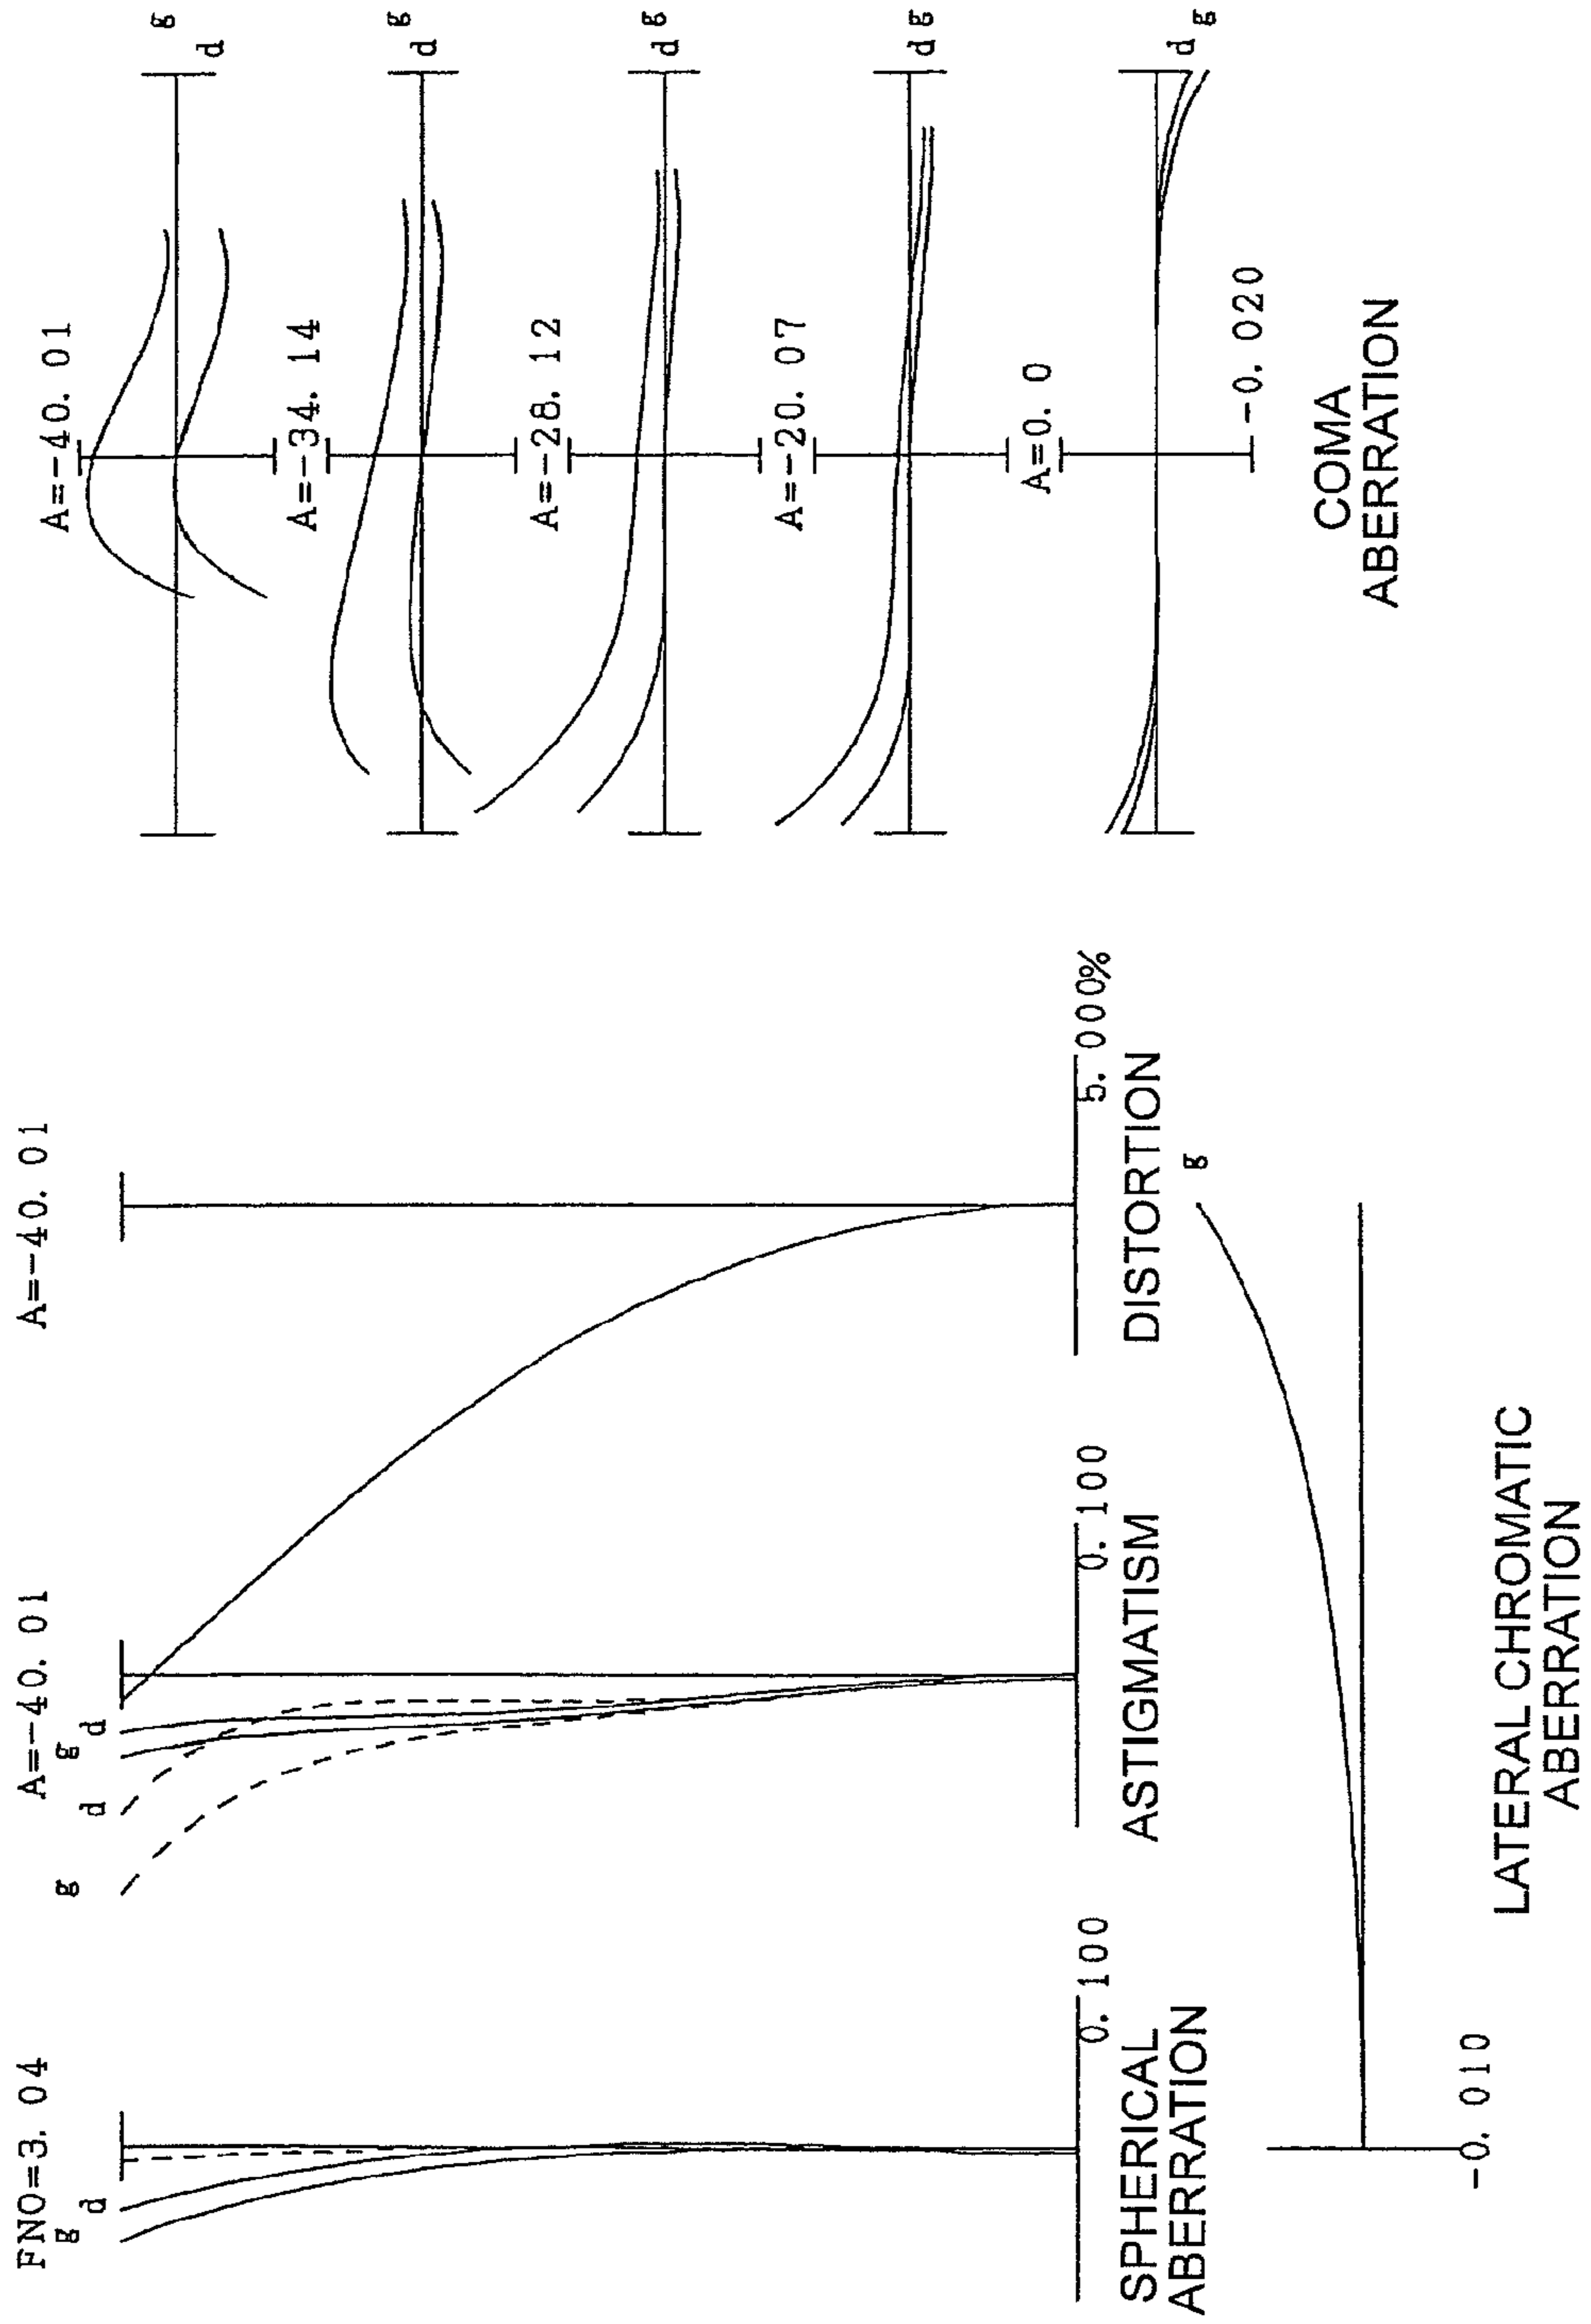 FNO=3.04
g
d
0.100
SPHERICAL
ABERRATION
A=-40.01
g
d
g
d
0.100
ASTIGMATISM
A=-40.01
5.000%
DISTORTION
g
-0.010
LATERAL CHROMATIC
ABERRATION
A=-40.01
g
d
A=-34.14
g
d
A=-28.12
g
d
A=-20.07
g
d
A=0.0
d
g
-0.020
COMA
ABERRATION